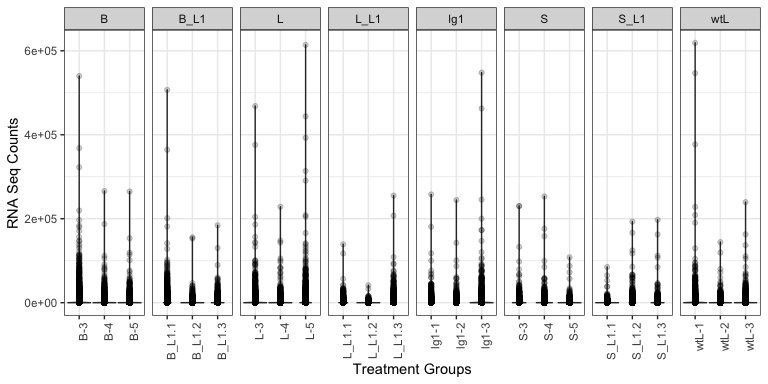 B B_L1 L L_L1 lg1 S S_L1 wtL
RNA Seq Counts
6e+05
4e+05
2e+05
0e+00
B-3 B-4 B-5 B_L1.1 B_L1.2 B_L1.3 L-3 L-4 L-5 L_L1.1 L_L1.2 L_L1.3 lg1-1 lg1-2 lg1-3 S-3 S-4 S-5 S_L1.1 S_L1.2 S_L1.3 wtL-1 wtL-2 wtL-3
Treatment Groups